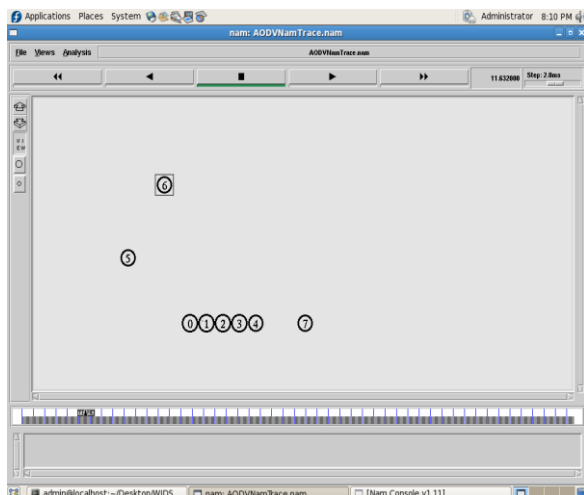 Applications Places System Administrator 8:10 PM
nam: AODVNamTrace.nam
File Views Analysis AODVNamTrace.nam
11.632000 Step: 2.0ms
6
5
0 1 2 3 4 7
admin@localhost:~/Desktop/WIDS nam: AODVNamTrace.nam [Nam Console v1.11]